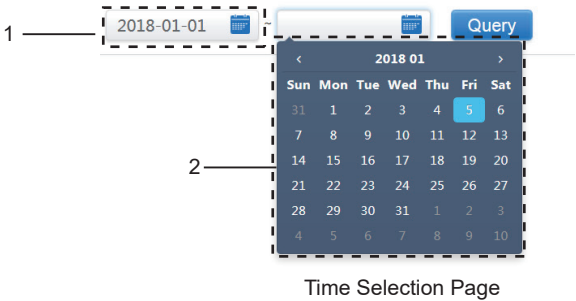 1 2018-01-01 ~ Query
‹ 2018 01 ›
Sun Mon Tue Wed Thu Fri Sat
31 1 2 3 4 5 6
7 8 9 10 11 12 13
2 14 15 16 17 18 19 20
21 22 23 24 25 26 27
28 29 30 31 1 2 3
4 5 6 7 8 9 10
Time Selection Page